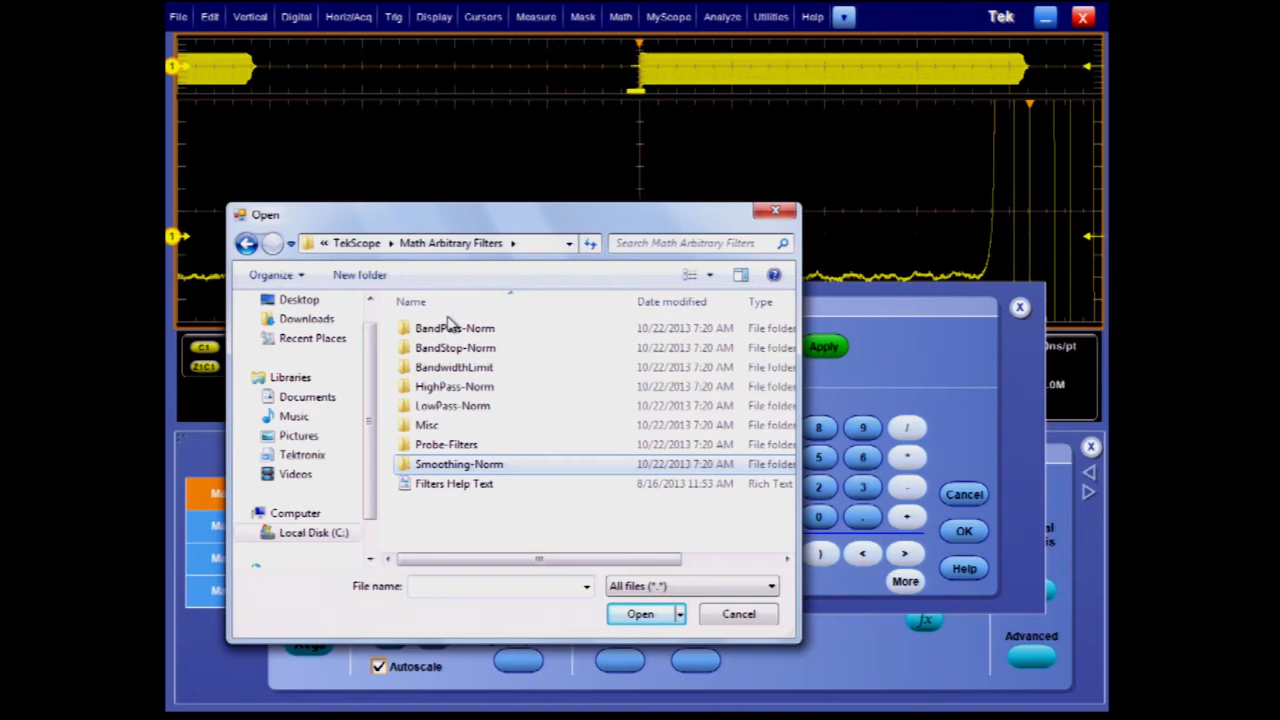 File Edit Vertical Digital Horiz/Acq Trig Display Cursors Measure Mask Math MyScope Analyze Utilities Help Tek X
1
1
Open
« TekScope Math Arbitrary Filters Search Math Arbitrary Filters
Organize New folder
Name Date modified Type
Desktop
Downloads
Recent Places
Libraries
Documents
Music
Pictures
Tektronix
Videos
Computer
Local Disk (C:)
BandPass-Norm 10/22/2013 7:20 AM File folder
BandStop-Norm 10/22/2013 7:20 AM File folder
BandwidthLimit 10/22/2013 7:20 AM File folder
HighPass-Norm 10/22/2013 7:20 AM File folder
LowPass-Norm 10/22/2013 7:20 AM File folder
Misc 10/22/2013 7:20 AM File folder
Probe-Filters 10/22/2013 7:20 AM File folder
Smoothing-Norm 10/22/2013 7:20 AM File folder
Filters Help Text 8/16/2013 11:53 AM Rich Text
File name: All files (*.*)
Open Cancel
C1
Z1C1
ns/pt
.0M
X
Apply
8 9 /
5 6 *
2 3 -
0 . +
) < >
More
Cancel
OK
Help
X
Advanced
fx
Autoscale